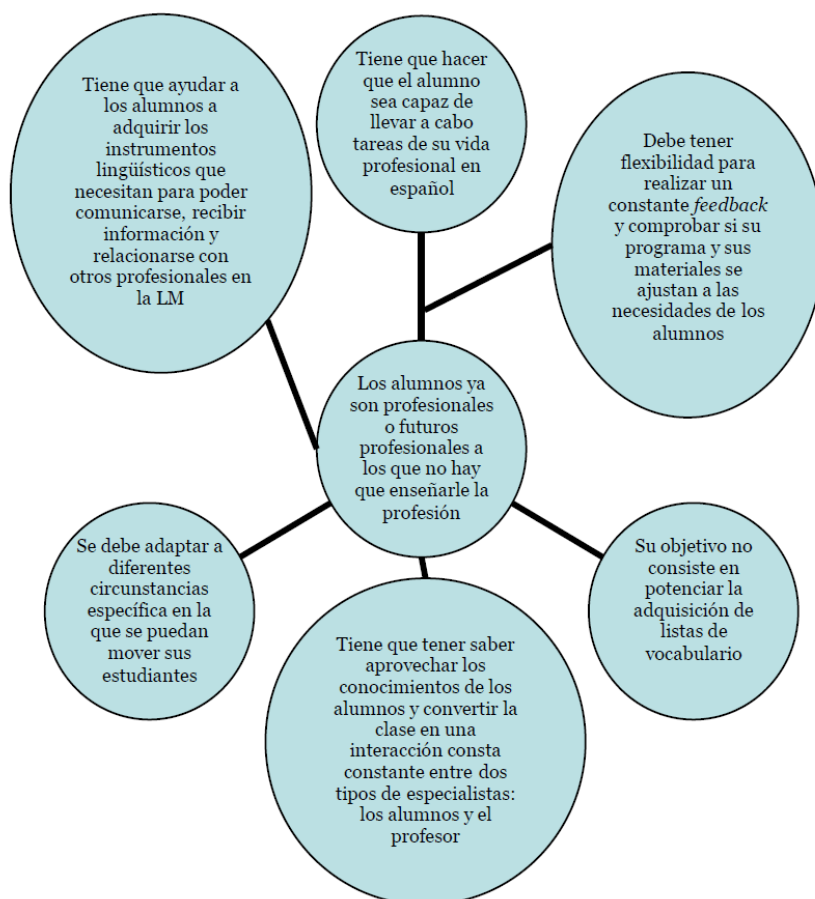 Tiene que ayudar a
los alumnos a
adquirir los
instrumentos
lingüísticos que
necesitan para poder
comunicarse, recibir
información y
relacionarse con
otros profesionales en
la LM
Tiene que hacer
que el alumno
sea capaz de
llevar a cabo
tareas de su vida
profesional en
español
Debe tener
flexibilidad para
realizar un
constante feedback
y comprobar si su
programa y sus
materiales se
ajustan a las
necesidades de los
alumnos
Los alumnos ya
son profesionales
o futuros
profesionales a
los que no hay
que enseñarle la
profesión
Se debe adaptar a
diferentes
circunstancias
específica en la
que se puedan
mover sus
estudiantes
Tiene que tener saber
aprovechar los
conocimientos de los
alumnos y convertir la
clase en una
interacción consta
constante entre dos
tipos de especialistas:
los alumnos y el
profesor
Su objetivo no
consiste en
potenciar la
adquisición de
listas de
vocabulario